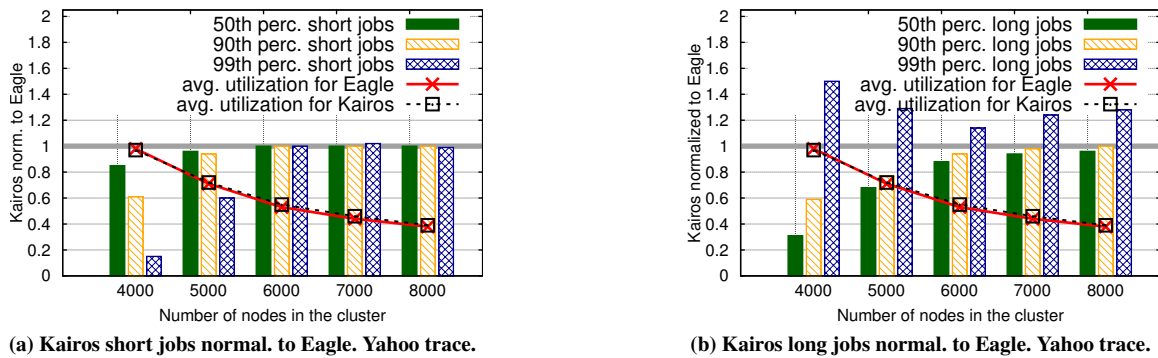 Kairos norm. to Eagle
2
1.8
1.6
1.4
1.2
1
0.8
0.6
0.4
0.2
0
50th perc. short jobs
90th perc. short jobs
99th perc. short jobs
avg. utilization for Eagle
avg. utilization for Kairos
4000 5000 6000 7000 8000
Number of nodes in the cluster
(a) Kairos short jobs normal. to Eagle. Yahoo trace.
Kairos normalized to Eagle
2
1.8
1.6
1.4
1.2
1
0.8
0.6
0.4
0.2
0
50th perc. long jobs
90th perc. long jobs
99th perc. long jobs
avg. utilization for Eagle
avg. utilization for Kairos
4000 5000 6000 7000 8000
Number of nodes in the cluster
(b) Kairos long jobs normal. to Eagle. Yahoo trace.